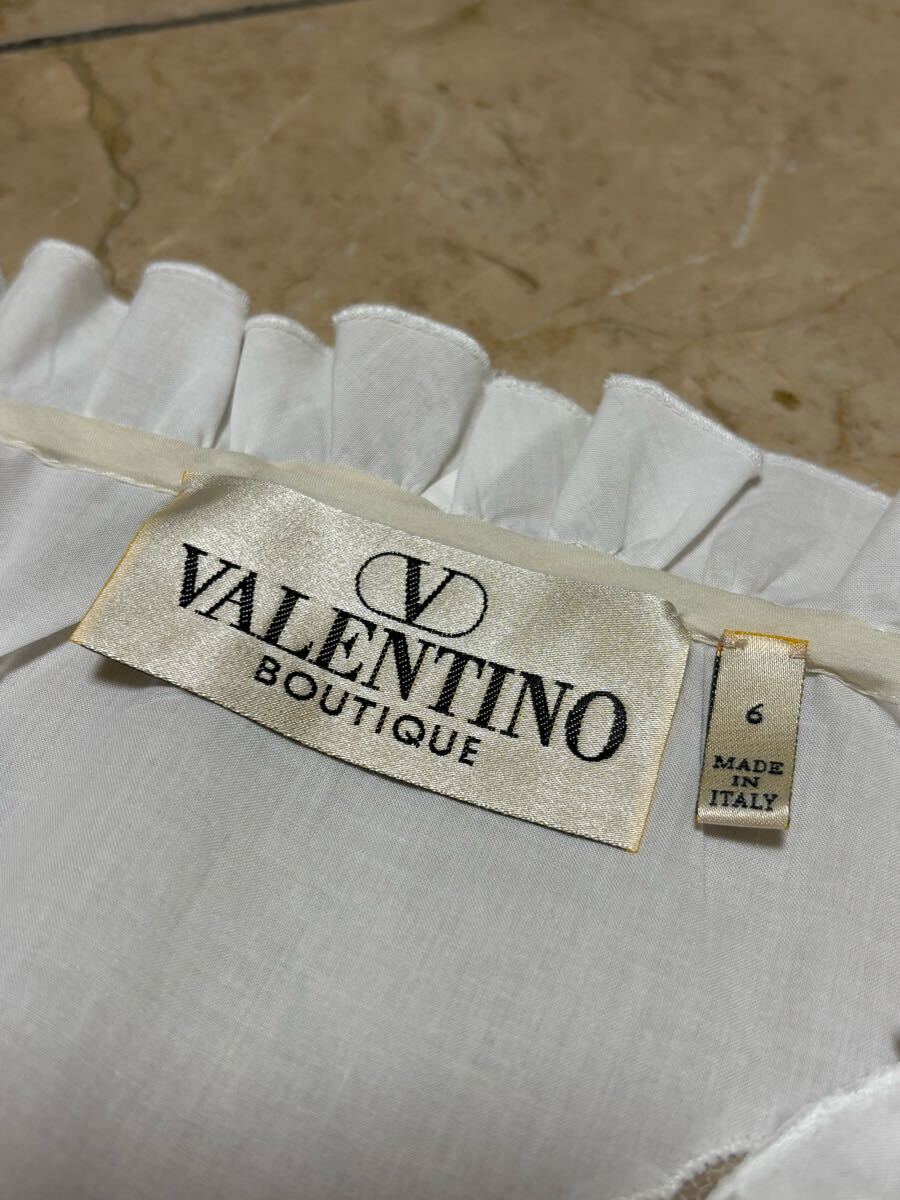 V
VALENTINO
BOUTIQUE
6
MADE
IN
ITALY